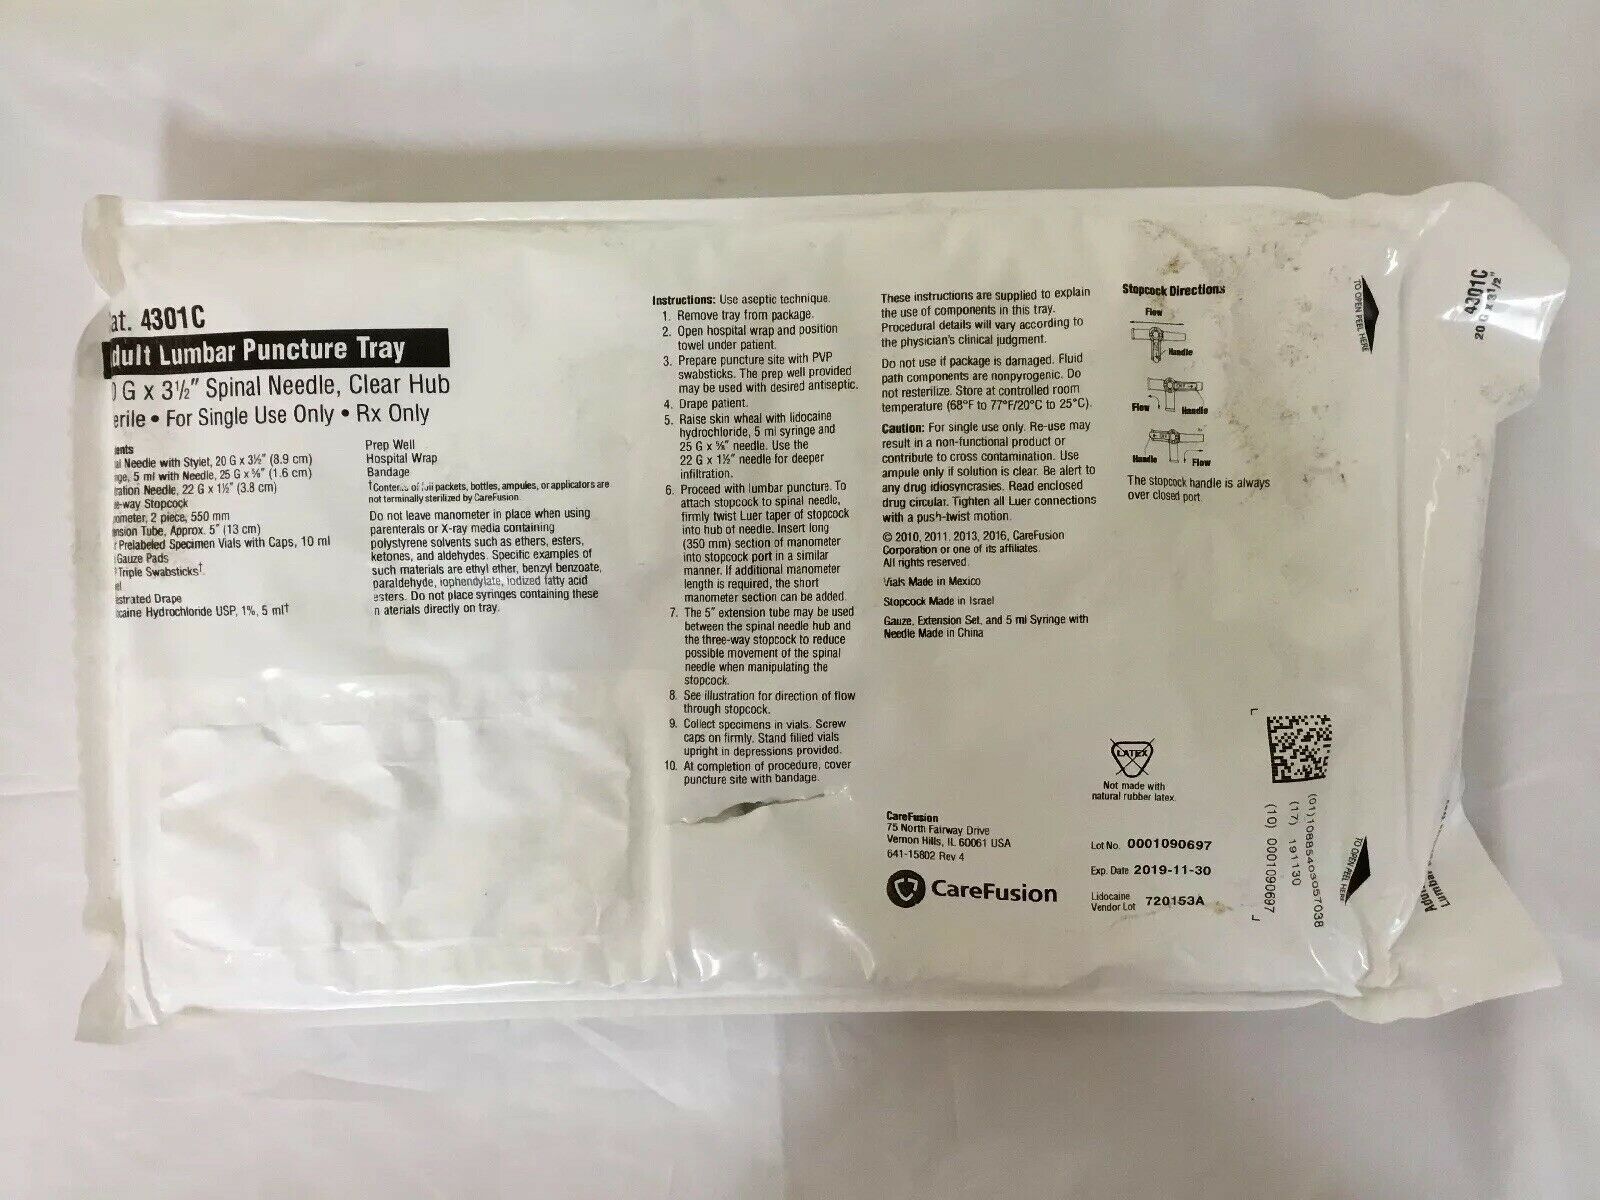 at. 4301C
dult Lumbar Puncture Tray
G x 3½" Spinal Needle, Clear Hub
erile • For Single Use Only • Rx Only
ents
al Needle with Stylet, 20 G x 3½" (8.9 cm)
nge, 5 ml with Needle, 25 G x ⅝" (1.6 cm)
tration Needle, 22 G x 1½" (3.8 cm)
e-way Stopcock
ometer, 2 piece, 550 mm
nsion Tube, Approx. 5" (13 cm)
Prelabeled Specimen Vials with Caps, 10 ml
Gauze Pads
Triple Swabsticks†
el
estrated Drape
caine Hydrochloride USP, 1%, 5 ml†
Prep Well
Hospital Wrap
Bandage
†Contents of foil packets, bottles, ampules, or applicators are
not terminally sterilized by CareFusion.
Do not leave manometer in place when using
parenterals or X-ray media containing
polystyrene solvents such as ethers, esters,
ketones, and aldehydes. Specific examples of
such materials are ethyl ether, benzyl benzoate,
paraldehyde, iophendylate, iodized fatty acid
esters. Do not place syringes containing these
n aterials directly on tray.
Instructions: Use aseptic technique.
1. Remove tray from package.
2. Open hospital wrap and position
towel under patient.
3. Prepare puncture site with PVP
swabsticks. The prep well provided
may be used with desired antiseptic.
4. Drape patient.
5. Raise skin wheal with lidocaine
hydrochloride, 5 ml syringe and
25 G x ⅝" needle. Use the
22 G x 1½" needle for deeper
infiltration.
6. Proceed with lumbar puncture. To
attach stopcock to spinal needle,
firmly twist Luer taper of stopcock
into hub of needle. Insert long
(350 mm) section of manometer
into stopcock port in a similar
manner. If additional manometer
length is required, the short
manometer section can be added.
7. The 5" extension tube may be used
between the spinal needle hub and
the three-way stopcock to reduce
possible movement of the spinal
needle when manipulating the
stopcock.
8. See illustration for direction of flow
through stopcock.
9. Collect specimens in vials. Screw
caps on firmly. Stand filled vials
upright in depressions provided.
10. At completion of procedure, cover
puncture site with bandage.
These instructions are supplied to explain
the use of components in this tray.
Procedural details will vary according to
the physician's clinical judgment.
Do not use if package is damaged. Fluid
path components are nonpyrogenic. Do
not resterilize. Store at controlled room
temperature (68°F to 77°F/20°C to 25°C).
Caution: For single use only. Re-use may
result in a non-functional product or
contribute to cross contamination. Use
ampule only if solution is clear. Be alert to
any drug idiosyncrasies. Read enclosed
drug circular. Tighten all Luer connections
with a push-twist motion.
© 2010, 2011, 2013, 2016, CareFusion
Corporation or one of its affiliates.
All rights reserved.
Vials Made in Mexico
Stopcock Made in Israel
Gauze, Extension Set, and 5 ml Syringe with
Needle Made in China
CareFusion
75 North Fairway Drive
Vernon Hills, IL 60061 USA
641-15802 Rev 4
CareFusion
Stopcock Directions
Flow
Handle
Flow
Handle
Handle
Flow
The stopcock handle is always
over closed port.
LATEX
Not made with
natural rubber latex.
Lot No. 0001090697
Exp. Date 2019-11-30
Lidocaine
Vendor Lot 720153A
(01)10885403057038
(17) 191130
(10) 0001090697
TO OPEN PEEL HERE
TO OPEN PEEL HERE
4301C
20 G x 3½"
Adu
Lumbar